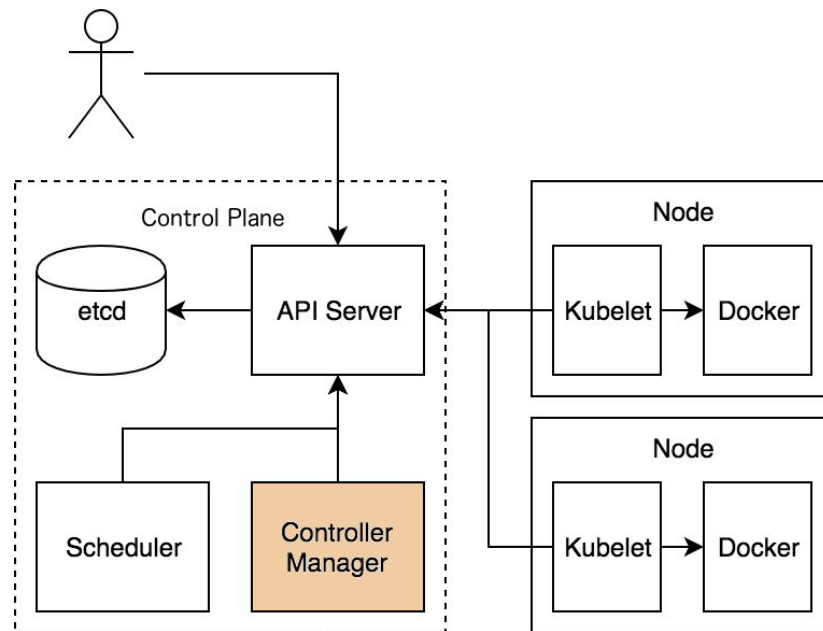 Control Plane
etcd
API Server
Scheduler
Controller
Manager
Node
Kubelet
Docker
Node
Kubelet
Docker